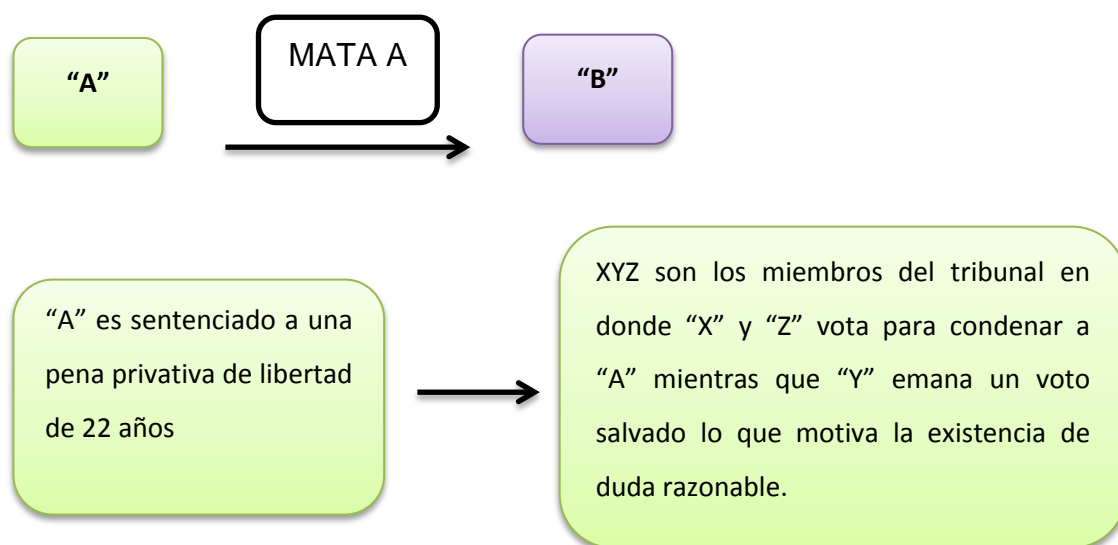 “A”
MATA A
“B”
“A” es sentenciado a una
pena privativa de libertad
de 22 años
XYZ son los miembros del tribunal en
donde “X” y “Z” vota para condenar a
“A” mientras que “Y” emana un voto
salvado lo que motiva la existencia de
duda razonable.